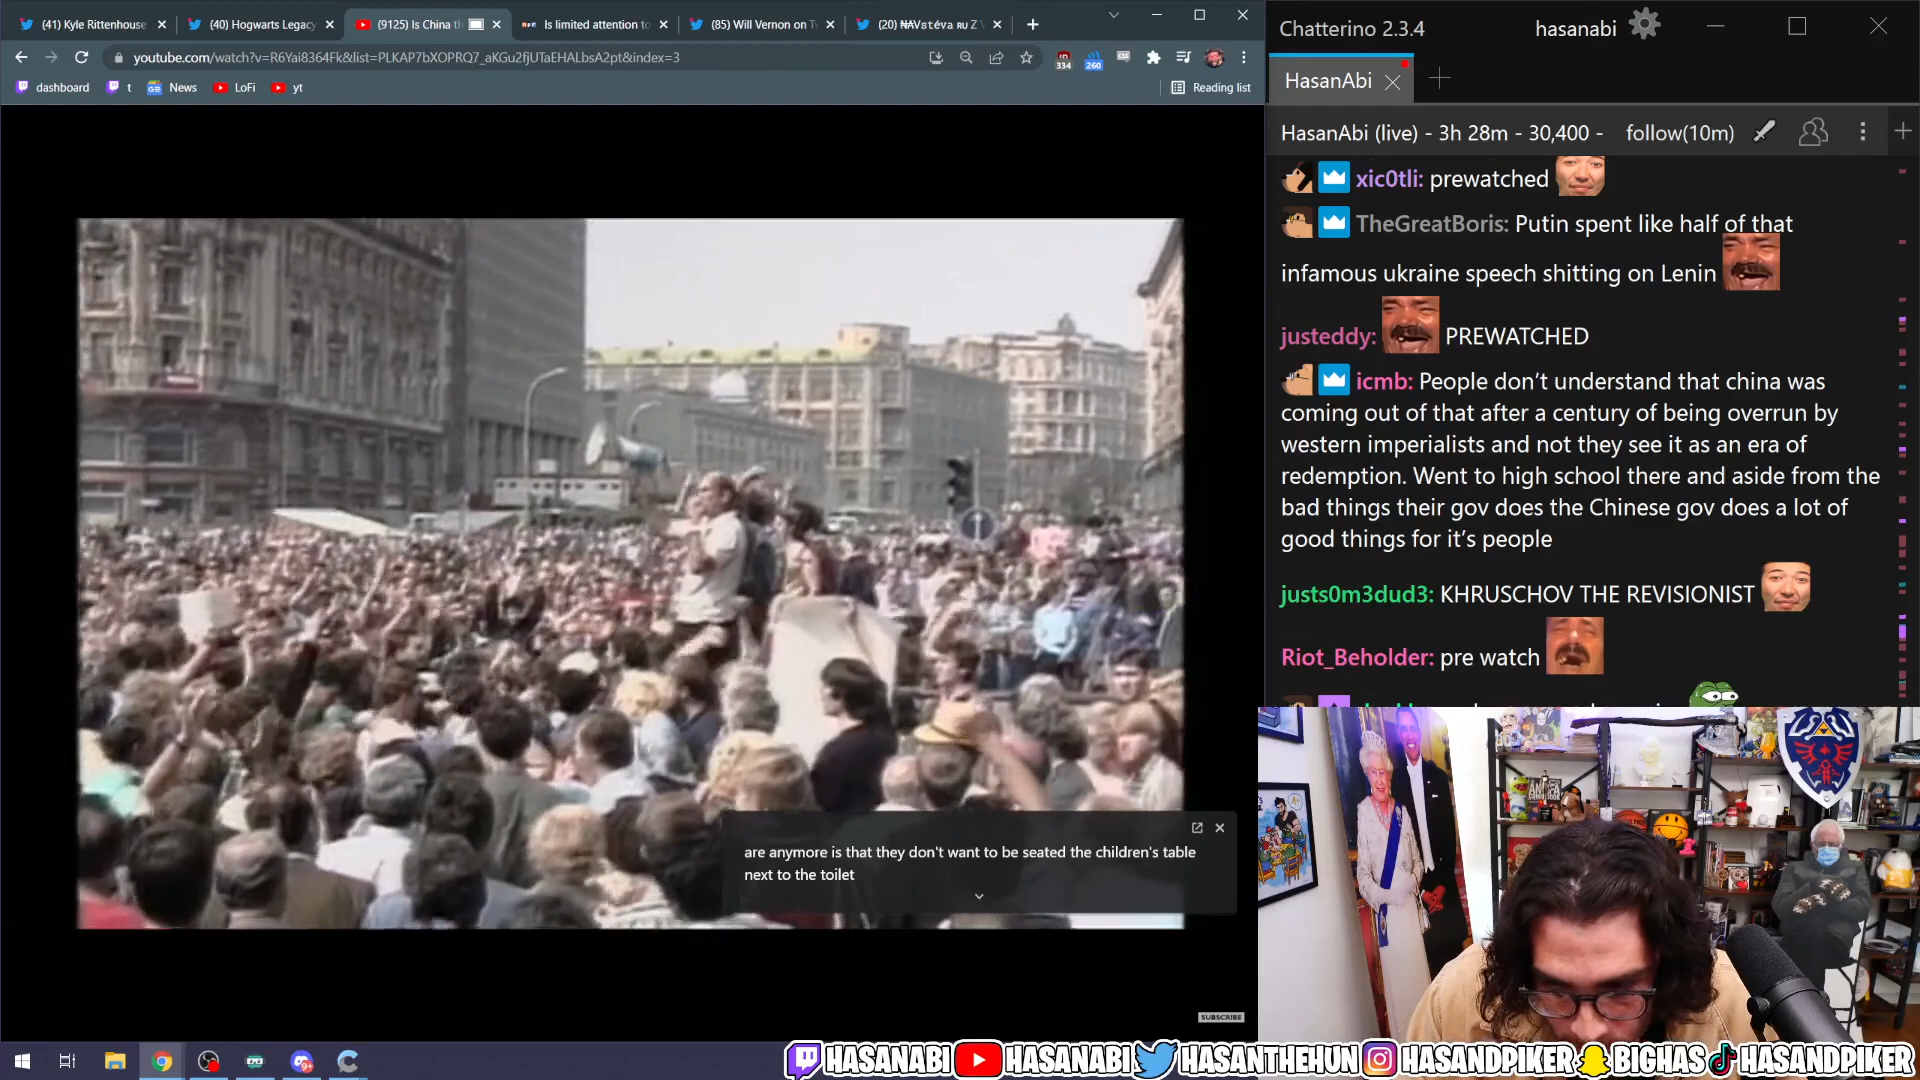 (41) Kyle Rittenhouse
(40) Hogwarts Legacy
(9125) Is China th
Is limited attention to
(85) Will Vernon on Tw
(20) ₦₳Vstéva ʀᴜ Z V
youtube.com/watch?v=R6Yai8364Fk&list=PLKAP7bXOPRQ7_aKGu2fjUTaEHALbsA2pt&index=3
334
260
dashboard
t
News
LoFi
yt
Reading list
are anymore is that they don't want to be seated the children's table
next to the toilet
SUBSCRIBE
Chatterino 2.3.4
hasanabi
HasanAbi
HasanAbi (live) - 3h 28m - 30,400 -
follow(10m)
xic0tli: prewatched
TheGreatBoris: Putin spent like half of that
infamous ukraine speech shitting on Lenin
justeddy: PREWATCHED
icmb: People don't understand that china was
coming out of that after a century of being overrun by
western imperialists and not they see it as an era of
redemption. Went to high school there and aside from the
bad things their gov does the Chinese gov does a lot of
good things for it's people
justs0m3dud3: KHRUSCHOV THE REVISIONIST
Riot_Beholder: pre watch
HASANABI
HASANABI
HASANTHEHUN
HASANDPIKER
BIGHAS
HASANDPIKER